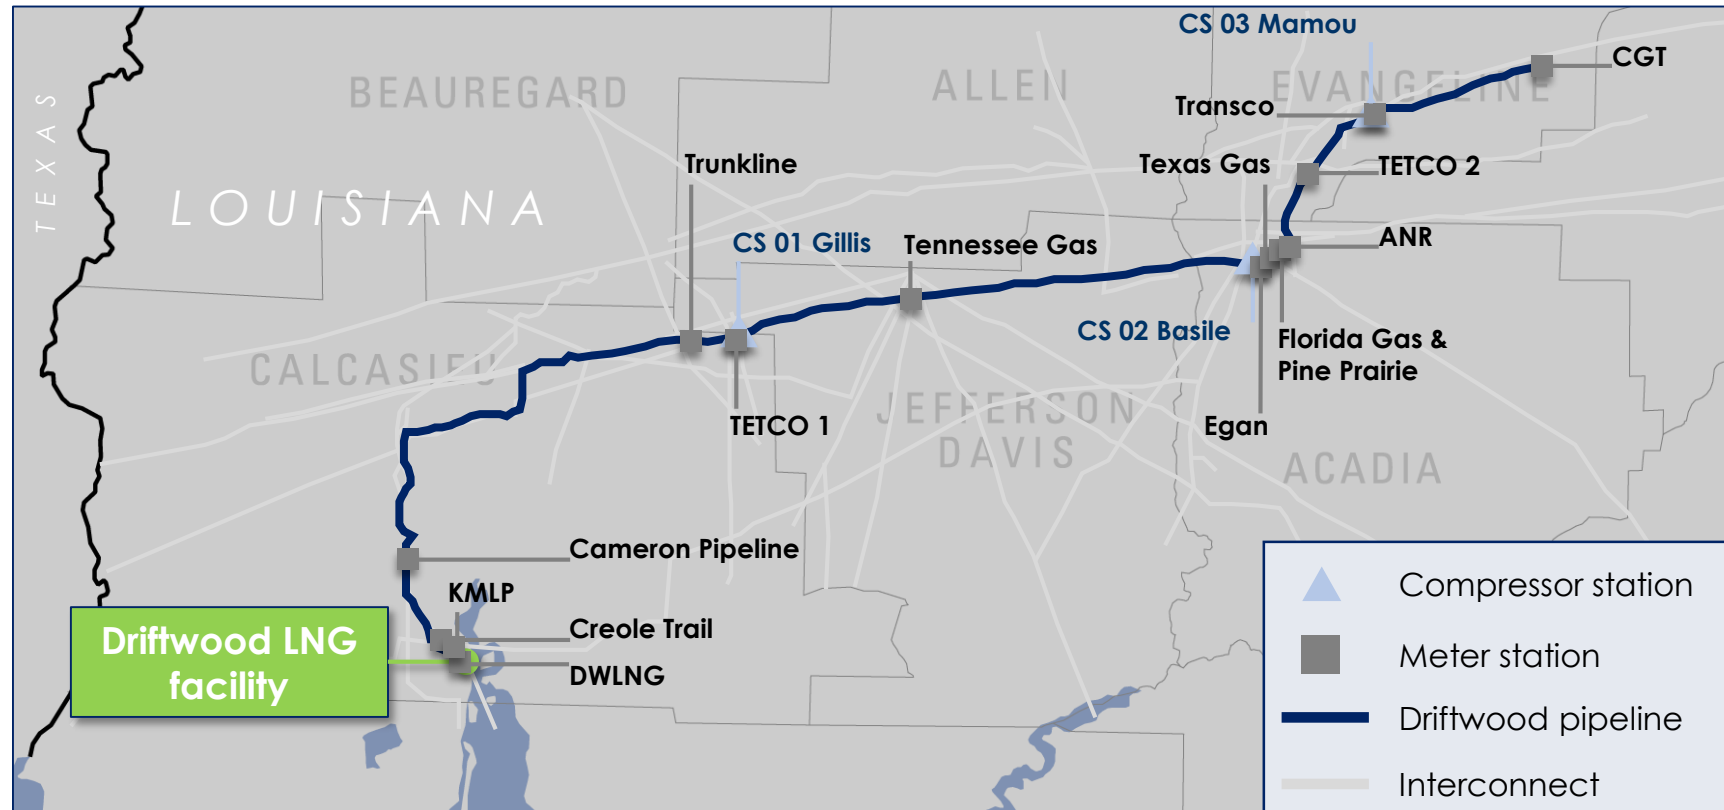 CS 03 Mamou
CGT
BEAUREGARD
ALLEN
EVANGELINE
TEXAS
Transco
Trunkline
Texas Gas
TETCO 2
LOUISIANA
CS 01 Gillis
Tennessee Gas
ANR
CS 02 Basile
Florida Gas &
Pine Prairie
CALCASIEU
JEFFERSON
DAVIS
TETCO 1
Egan
ACADIA
Cameron Pipeline
KMLP
Creole Trail
DWLNG
Driftwood LNG
facility
Compressor station
Meter station
Driftwood pipeline
Interconnect